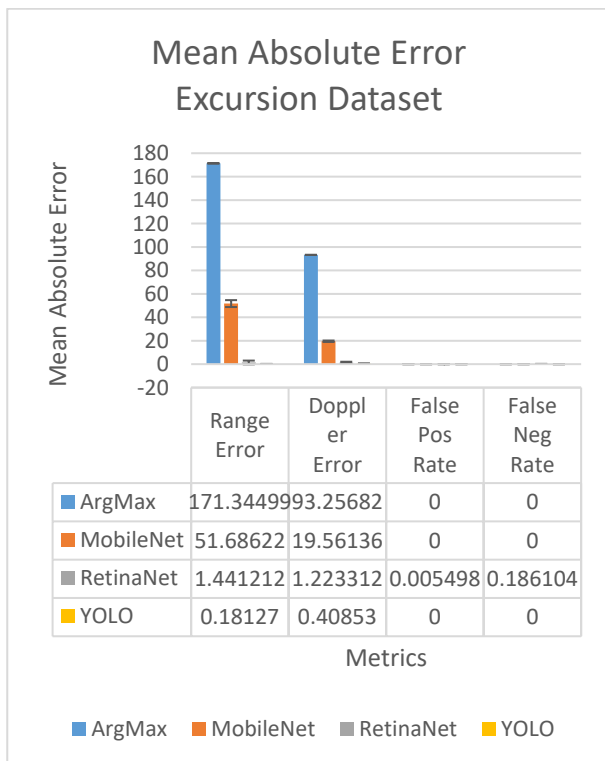 Mean Absolute Error
Excursion Dataset
Mean Absolute Error
180
160
140
120
100
80
60
40
20
0
-20
Range
Error
Doppl
er
Error
False
Pos
Rate
False
Neg
Rate
ArgMax 171.3449 93.25682 0 0
MobileNet 51.68622 19.56136 0 0
RetinaNet 1.441212 1.223312 0.005498 0.186104
YOLO 0.18127 0.40853 0 0
Metrics
ArgMax MobileNet RetinaNet YOLO